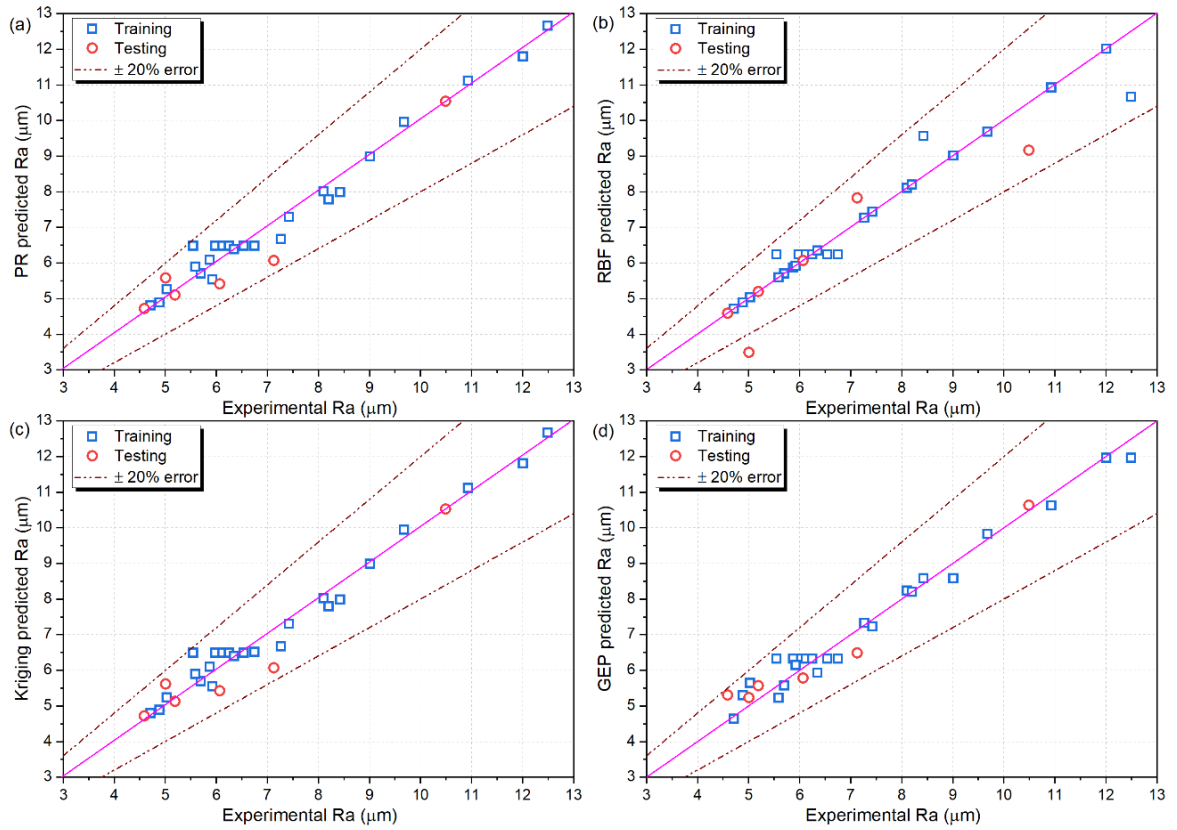 (a)
Training
Testing
± 20% error
PR predicted Ra (μm)
13
12
11
10
9
8
7
6
5
4
3
3 4 5 6 7 8 9 10 11 12 13
Experimental Ra (μm)
(b)
Training
Testing
± 20% error
RBF predicted Ra (μm)
13
12
11
10
9
8
7
6
5
4
3
3 4 5 6 7 8 9 10 11 12 13
Experimental Ra (μm)
(c)
Training
Testing
± 20% error
Kriging predicted Ra (μm)
13
12
11
10
9
8
7
6
5
4
3
3 4 5 6 7 8 9 10 11 12 13
Experimental Ra (μm)
(d)
Training
Testing
± 20% error
GEP predicted Ra (μm)
13
12
11
10
9
8
7
6
5
4
3
3 4 5 6 7 8 9 10 11 12 13
Experimental Ra (μm)